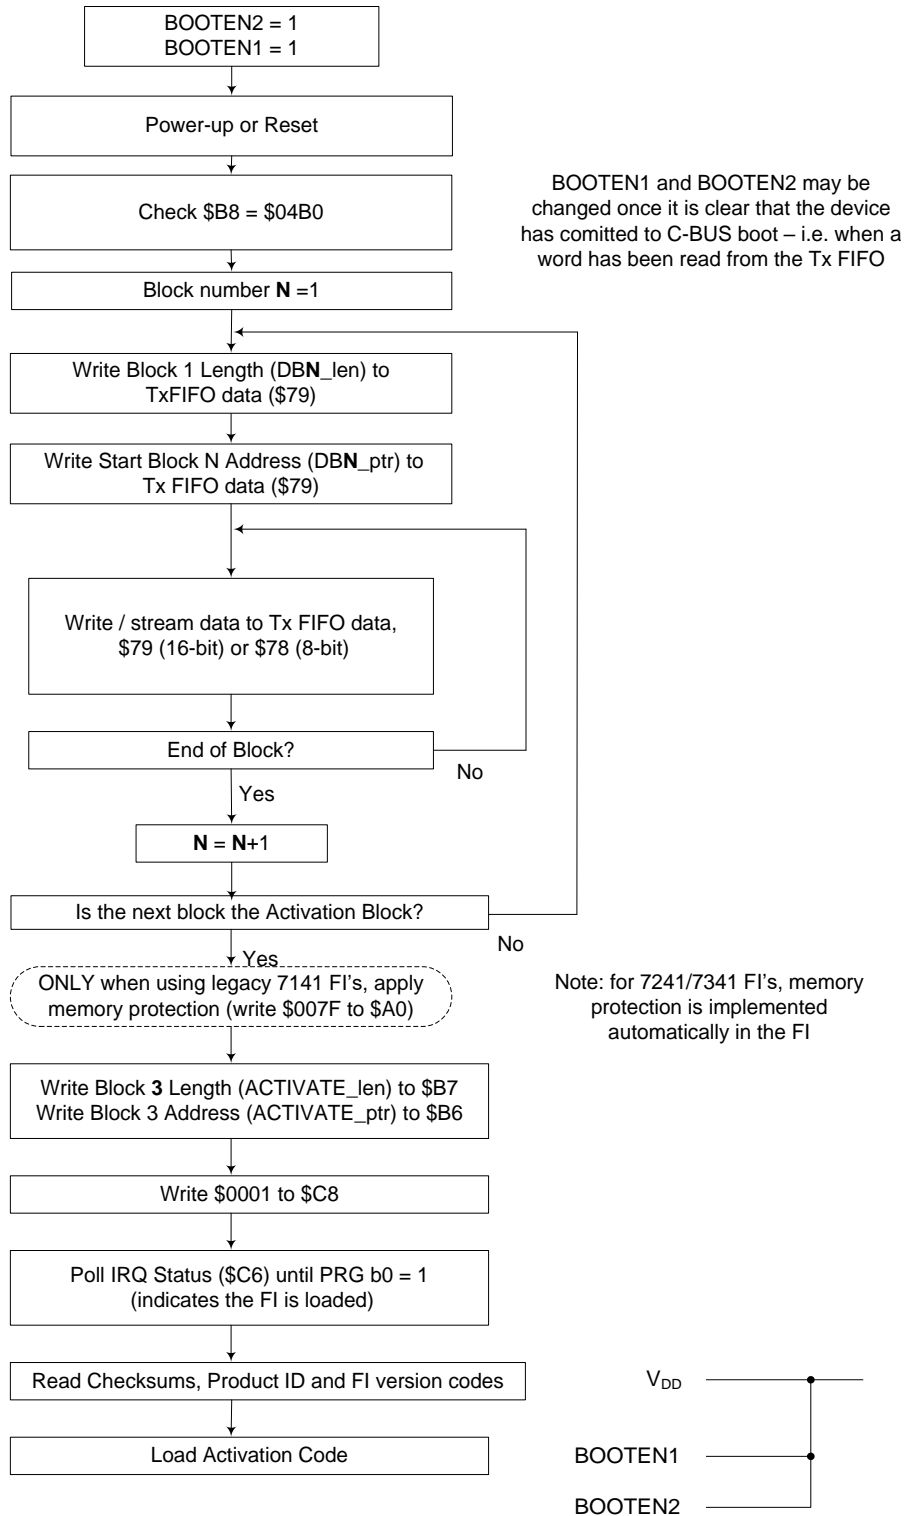 BOOTEN2 = 1
BOOTEN1 = 1
Power-up or Reset
Check $B8 = $04B0
BOOTEN1 and BOOTEN2 may be
changed once it is clear that the device
has comitted to C-BUS boot – i.e. when a
word has been read from the Tx FIFO
Block number N =1
Write Block 1 Length (DBN_len) to
TxFIFO data ($79)
Write Start Block N Address (DBN_ptr) to
Tx FIFO data ($79)
Write / stream data to Tx FIFO data,
$79 (16-bit) or $78 (8-bit)
End of Block?
No
Yes
N = N+1
Is the next block the Activation Block?
No
Yes
ONLY when using legacy 7141 FI's, apply
memory protection (write $007F to $A0)
Note: for 7241/7341 FI's, memory
protection is implemented
automatically in the FI
Write Block 3 Length (ACTIVATE_len) to $B7
Write Block 3 Address (ACTIVATE_ptr) to $B6
Write $0001 to $C8
Poll IRQ Status ($C6) until PRG b0 = 1
(indicates the FI is loaded)
Read Checksums, Product ID and FI version codes
Load Activation Code
VDD
BOOTEN1
BOOTEN2